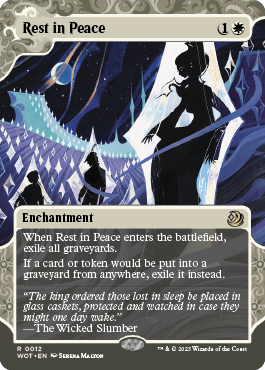 Rest in Peace
1
Enchantment
When Rest in Peace enters the battlefield,
exile all graveyards.
If a card or token would be put into a
graveyard from anywhere, exile it instead.
“The king ordered those lost in sleep be placed in
glass caskets, protected and watched in case they
might one day wake.”
—The Wicked Slumber
R 0012
WOT • EN Serena Malyon
™ & © 2023 Wizards of the Coast